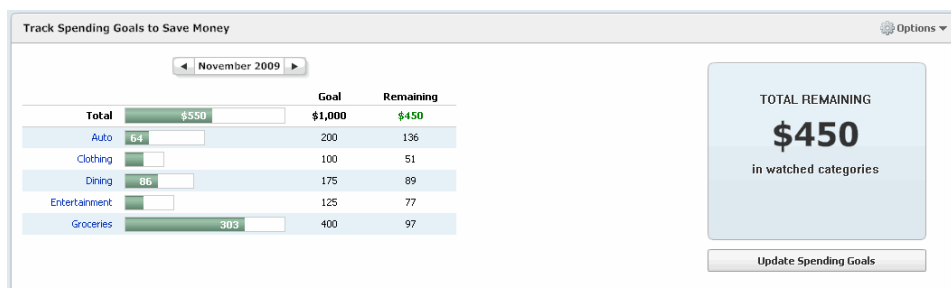 Track Spending Goals to Save Money
Options
November 2009
Goal Remaining
Total $550 $1,000 $450
Auto 64 200 136
Clothing 100 51
Dining 86 175 89
Entertainment 125 77
Groceries 303 400 97
TOTAL REMAINING
$450
in watched categories
Update Spending Goals